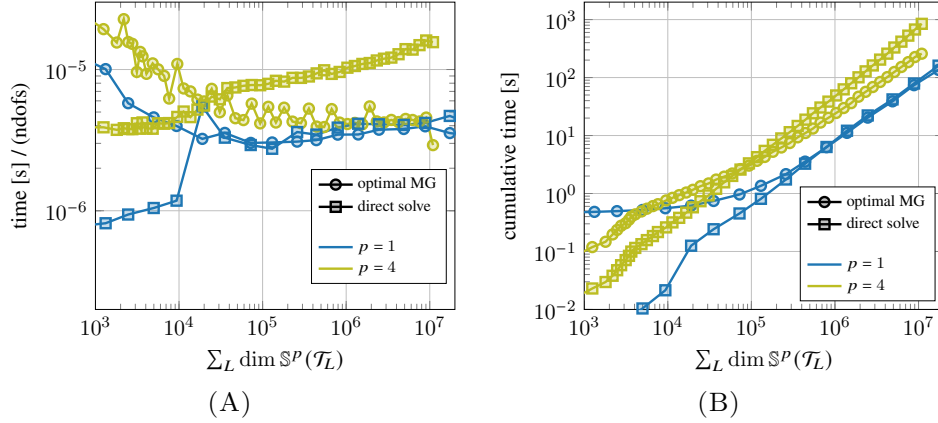 time [s] / (ndofs)
10^{-5}
10^{-6}
10^3 10^4 10^5 10^6 10^7
optimal MG
direct solve
p = 1
p = 4
∑_L dim 𝕊^p (𝒯_L)
(A)
cumulative time [s]
10^3
10^2
10^1
10^0
10^{-1}
10^{-2}
10^3 10^4 10^5 10^6 10^7
optimal MG
direct solve
p = 1
p = 4
∑_L dim 𝕊^p (𝒯_L)
(B)